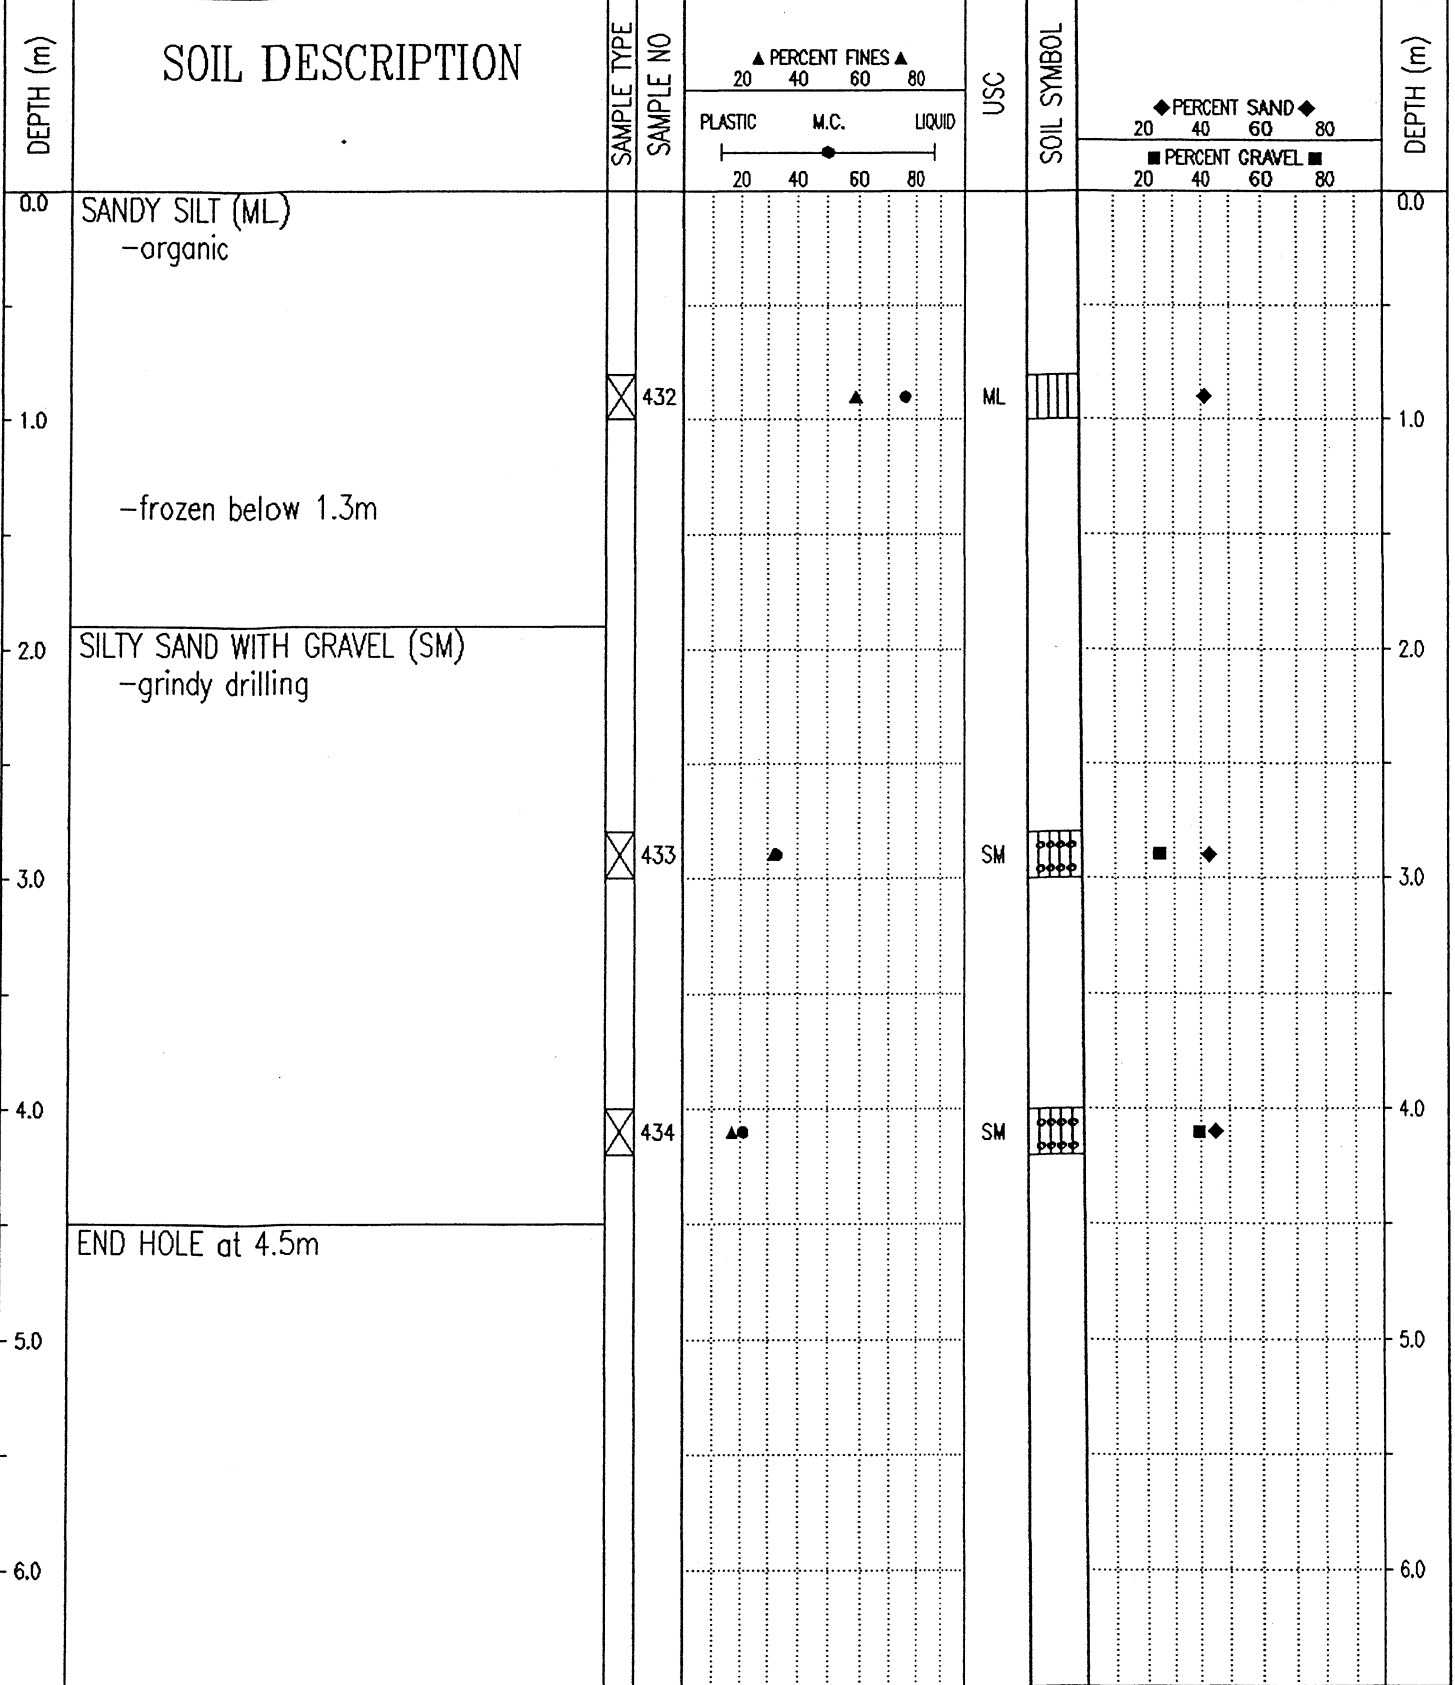 DEPTH (m)
SOIL DESCRIPTION
SAMPLE TYPE
SAMPLE NO
▲ PERCENT FINES ▲
20 40 60 80
PLASTIC M.C. LIQUID
20 40 60 80
USC
SOIL SYMBOL
◆PERCENT SAND◆
20 40 60 80
■PERCENT GRAVEL■
20 40 60 80
DEPTH (m)
0.0 SANDY SILT (ML) 0.0
-organic
432 ML
1.0 1.0
-frozen below 1.3m
2.0 SILTY SAND WITH GRAVEL (SM) 2.0
-grindy drilling
433 SM
3.0 3.0
4.0 4.0
434 SM
END HOLE at 4.5m
5.0 5.0
6.0 6.0